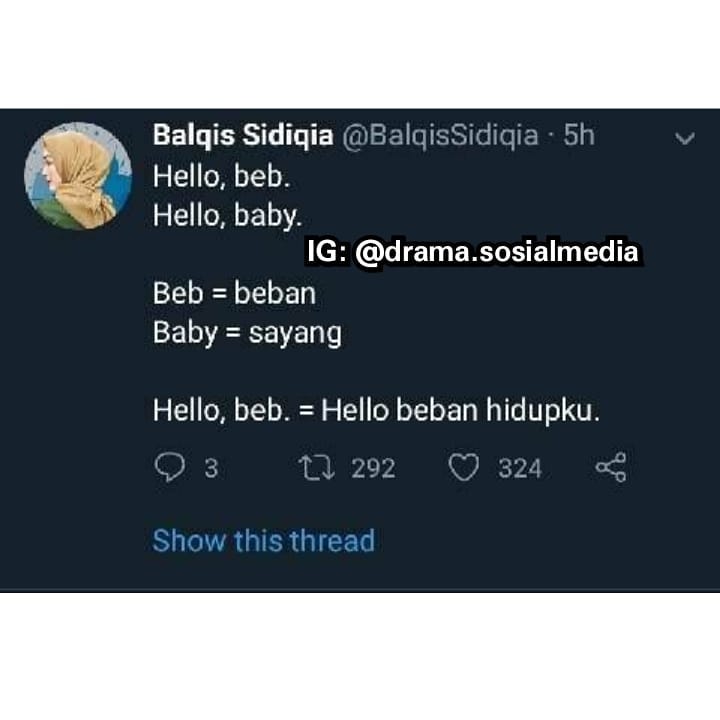 Balqis Sidiqia @BalqisSidiqia · 5h
Hello, beb.
Hello, baby.
IG: @drama.sosialmedia
Beb = beban
Baby = sayang
Hello, beb. = Hello beban hidupku.
3 292 324
Show this thread